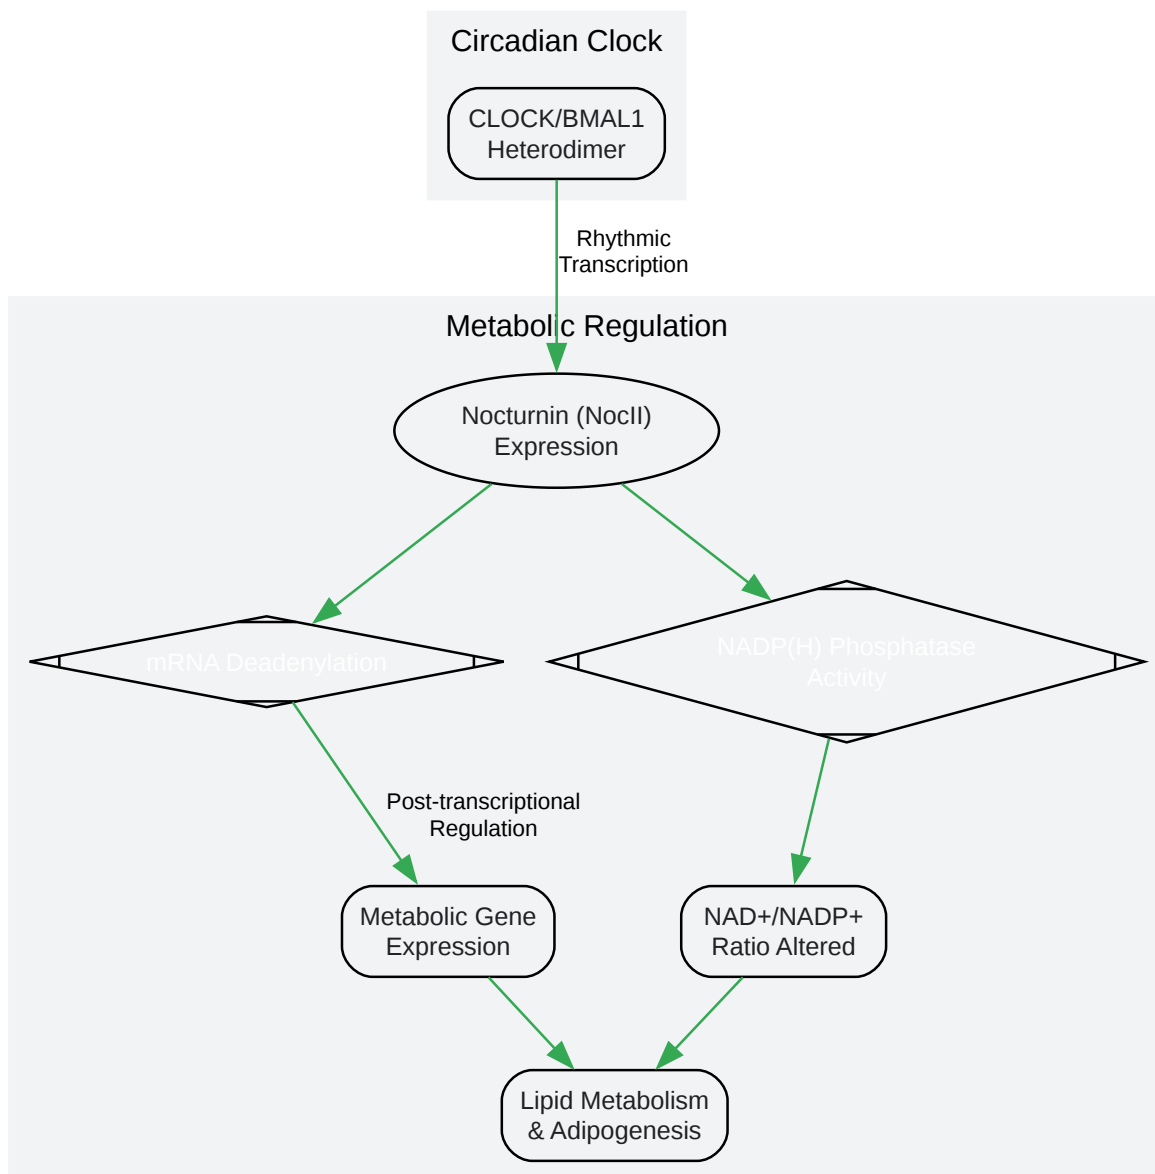 Circadian Clock
CLOCK/BMAL1
Heterodimer
Rhythmic
Transcription
Metabolic Regulation
Nocturnin (NocII)
Expression
mRNA Deadenylation
NADP(H) Phosphatase
Activity
Post-transcriptional
Regulation
Metabolic Gene
Expression
NAD+/NADP+
Ratio Altered
Lipid Metabolism
& Adipogenesis